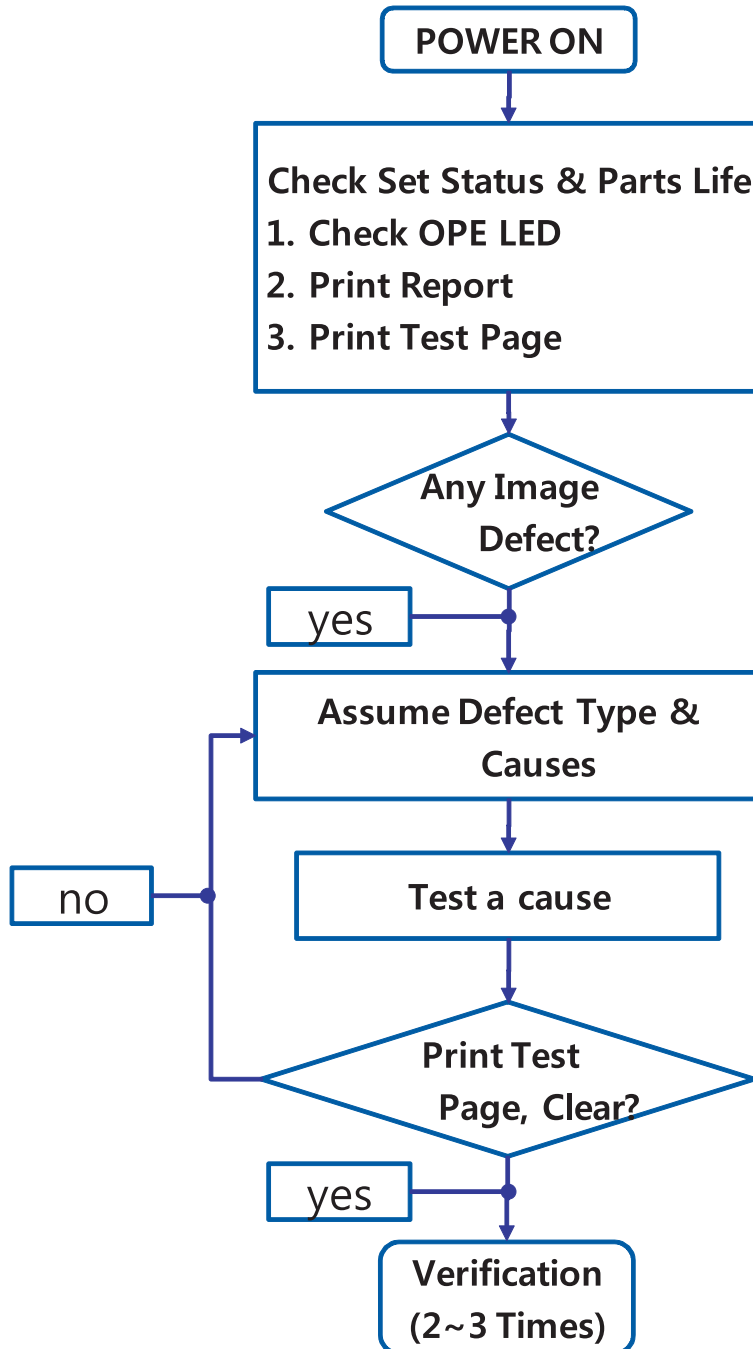 POWER ON
Check Set Status & Parts Life
1. Check OPE LED
2. Print Report
3. Print Test Page
Any Image
Defect?
yes
Assume Defect Type &
Causes
no
Test a cause
Print Test
Page, Clear?
yes
Verification
(2~3 Times)